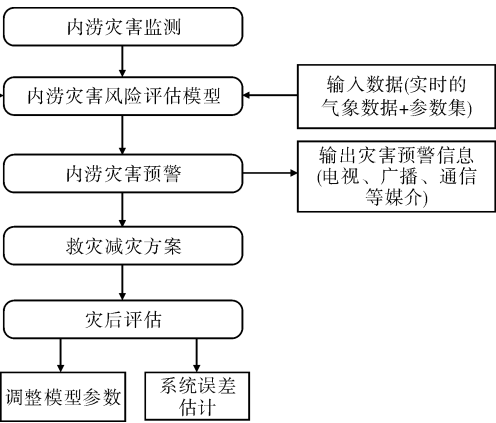 内涝灾害监测
内涝灾害风险评估模型
输入数据(实时的
气象数据+参数集)
内涝灾害预警
输出灾害预警信息
(电视、广播、通信
等媒介)
救灾减灾方案
灾后评估
调整模型参数
系统误差
估计